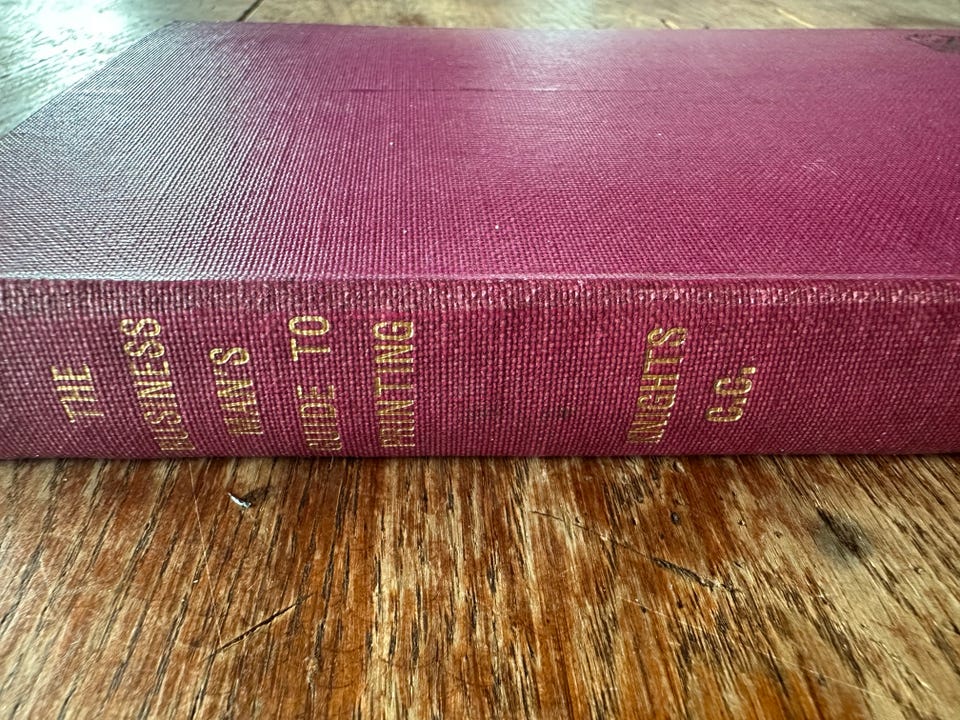 THE
BUSINESS
MAN'S
GUIDE TO
PRINTING
KNIGHTS
C.C.